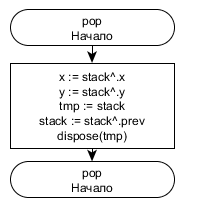 pop
Начало
x := stack^.x
y := stack^.y
tmp := stack
stack := stack^.prev
dispose(tmp)
pop
Начало